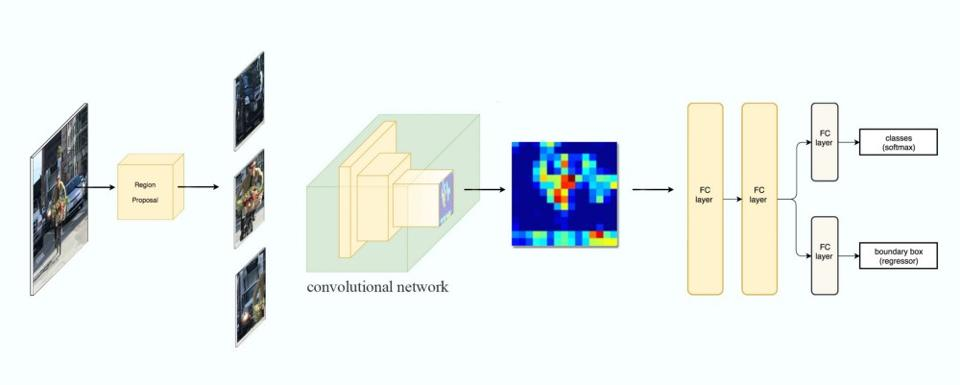 Region
Proposal
convolutional network
FC
layer
FC
layer
FC
layer
classes
(softmax)
FC
layer
boundary box
(regressor)